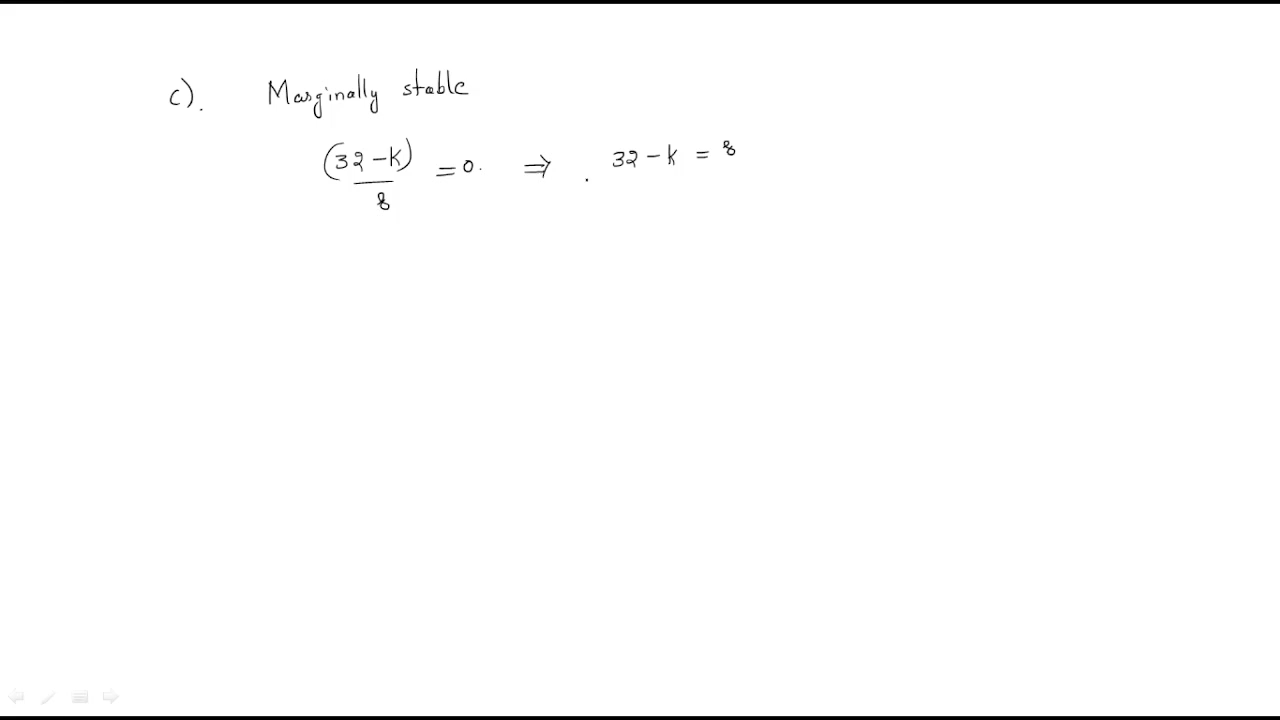 c). Marginally stable
(32-K)/8 = 0. ⇒ 32-k = 8